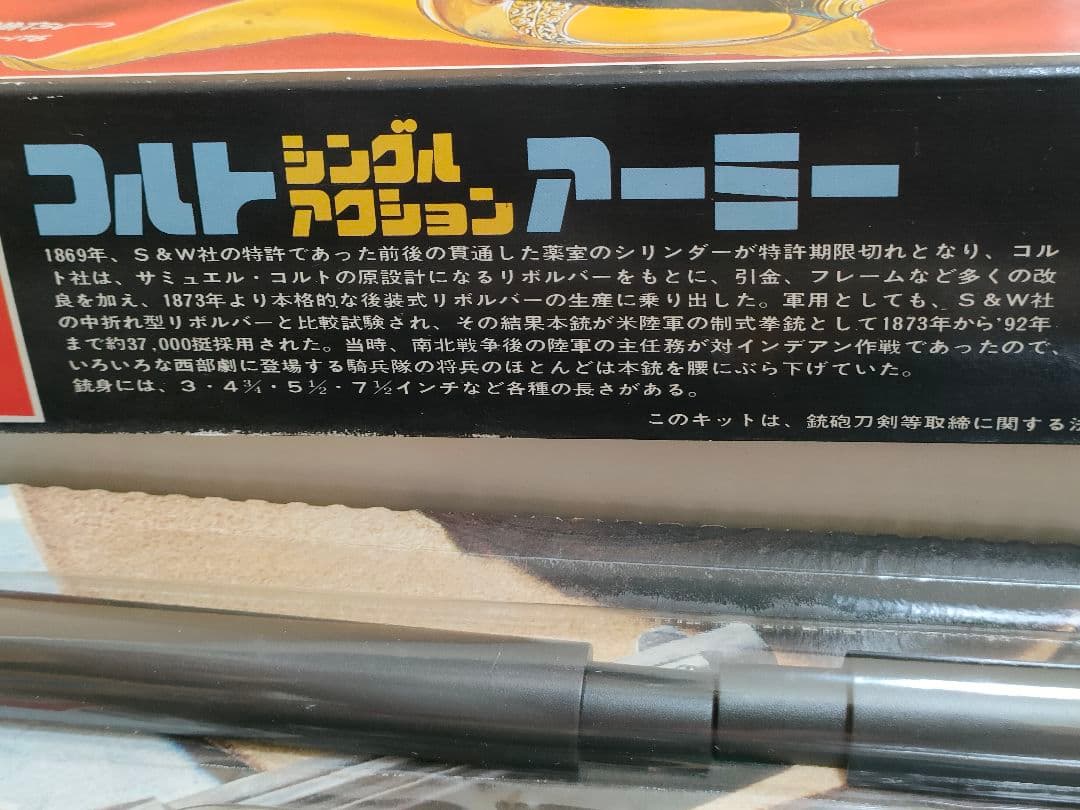 コルト シングル アクション アーミー
1869年、S&W社の特許であった前後の貫通した薬室のシリンダーが特許期限切れとなり、コル
ト社は、サミュエル・コルトの原設計になるリボルバーをもとに、引金、フレームなど多くの改
良を加え、1873年より本格的な後装式リボルバーの生産に乗り出した。軍用としても、S&W社
の中折れ型リボルバーと比較試験され、その結果本銃が米陸軍の制式拳銃として1873年から'92年
まで約37,000挺採用された。当時、南北戦争後の陸軍の主任務が対インデアン作戦であったので、
いろいろな西部劇に登場する騎兵隊の将兵のほとんどは本銃を腰にぶら下げていた。
銃身には、3・4¾・5½・7½インチなど各種の長さがある。
このキットは、銃砲刀剣等取締に関する法